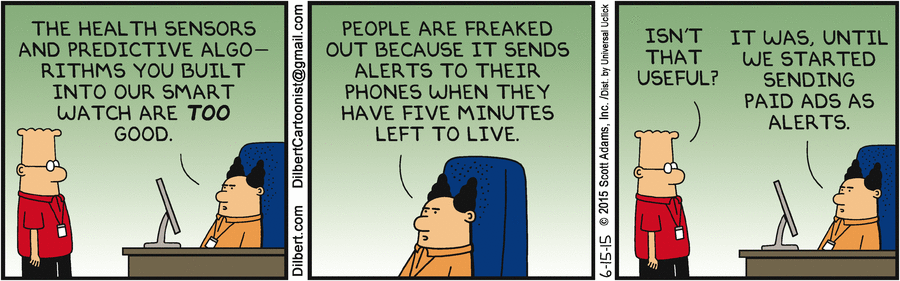 THE HEALTH SENSORS
AND PREDICTIVE ALGO–
RITHMS YOU BUILT
INTO OUR SMART
WATCH ARE TOO
GOOD.
Dilbert.com DilbertCartoonist@gmail.com
PEOPLE ARE FREAKED
OUT BECAUSE IT SENDS
ALERTS TO THEIR
PHONES WHEN THEY
HAVE FIVE MINUTES
LEFT TO LIVE.
6-15-15 © 2015 Scott Adams, Inc. /Dist. by Universal Uclick
ISN'T
THAT
USEFUL?
IT WAS, UNTIL
WE STARTED
SENDING
PAID ADS AS
ALERTS.